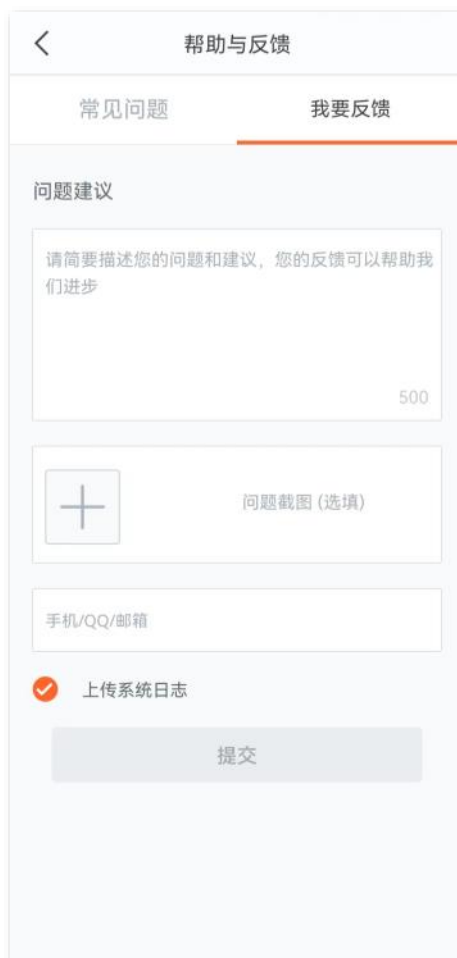 帮助与反馈
常见问题
我要反馈
问题建议
请简要描述您的问题和建议，您的反馈可以帮助我
们进步
500
问题截图 (选填)
手机/QQ/邮箱
上传系统日志
提交